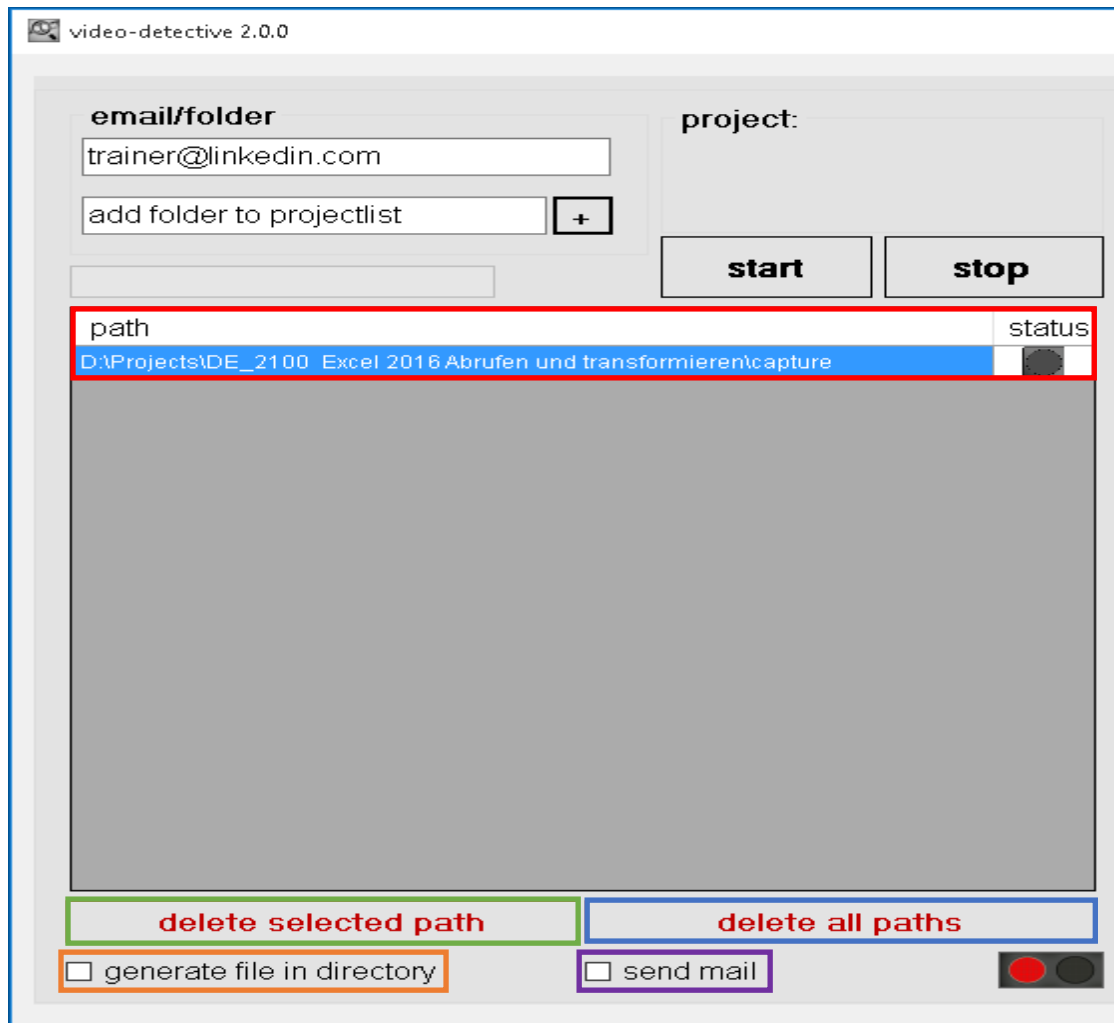 video-detective 2.0.0
email/folder
project:
trainer@linkedin.com
add folder to projectlist +
start stop
path status
D:\Projects\DE_2100  Excel 2016 Abrufen und transformieren\capture
delete selected path delete all paths
generate file in directory send mail